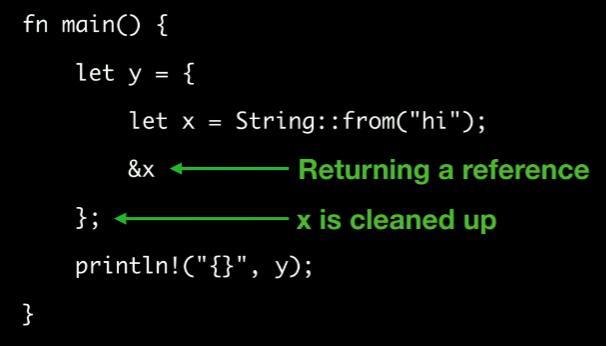 fn main() {
let y = {
let x = String::from("hi");
&x Returning a reference
}; x is cleaned up
println!("{}", y);
}